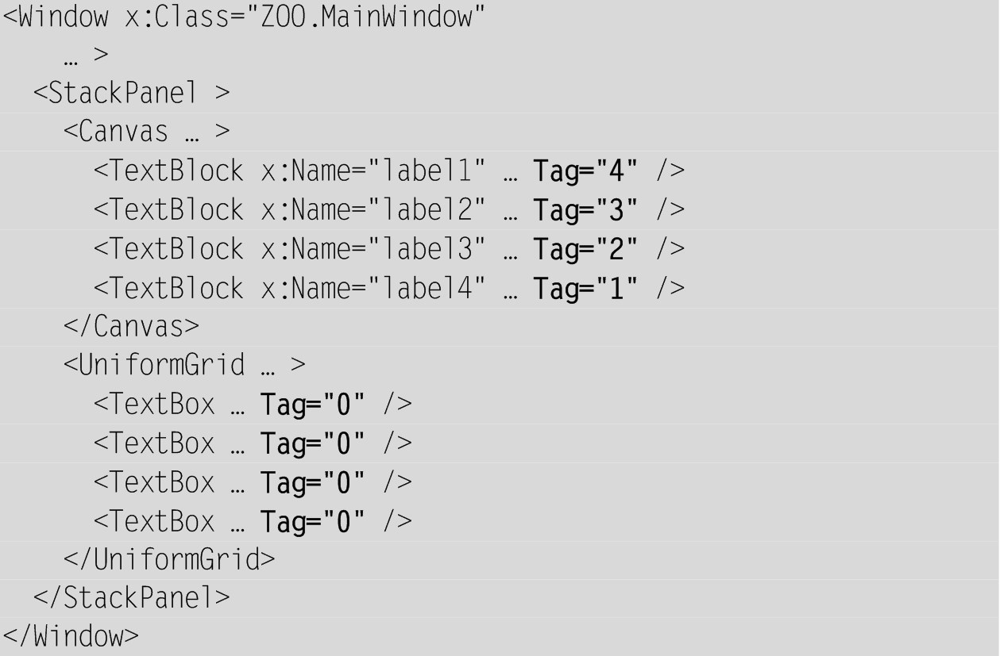 <Window x:Class="ZOO.MainWindow"
    … >
  <StackPanel >
    <Canvas … >
      <TextBlock x:Name="label1" … Tag="4" />
      <TextBlock x:Name="label2" … Tag="3" />
      <TextBlock x:Name="label3" … Tag="2" />
      <TextBlock x:Name="label4" … Tag="1" />
    </Canvas>
    <UniformGrid … >
      <TextBox … Tag="0" />
      <TextBox … Tag="0" />
      <TextBox … Tag="0" />
      <TextBox … Tag="0" />
    </UniformGrid>
  </StackPanel>
</Window>